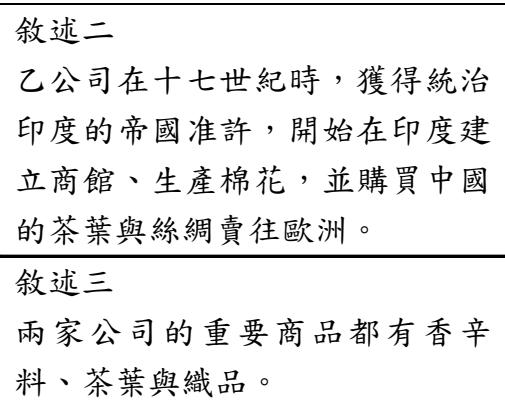 敘述二
乙公司在十七世紀時，獲得統治
印度的帝國准許，開始在印度建
立商館、生產棉花，並購買中國
的茶葉與絲綢賣往歐洲。
敘述三
兩家公司的重要商品都有香辛
料、茶葉與織品。